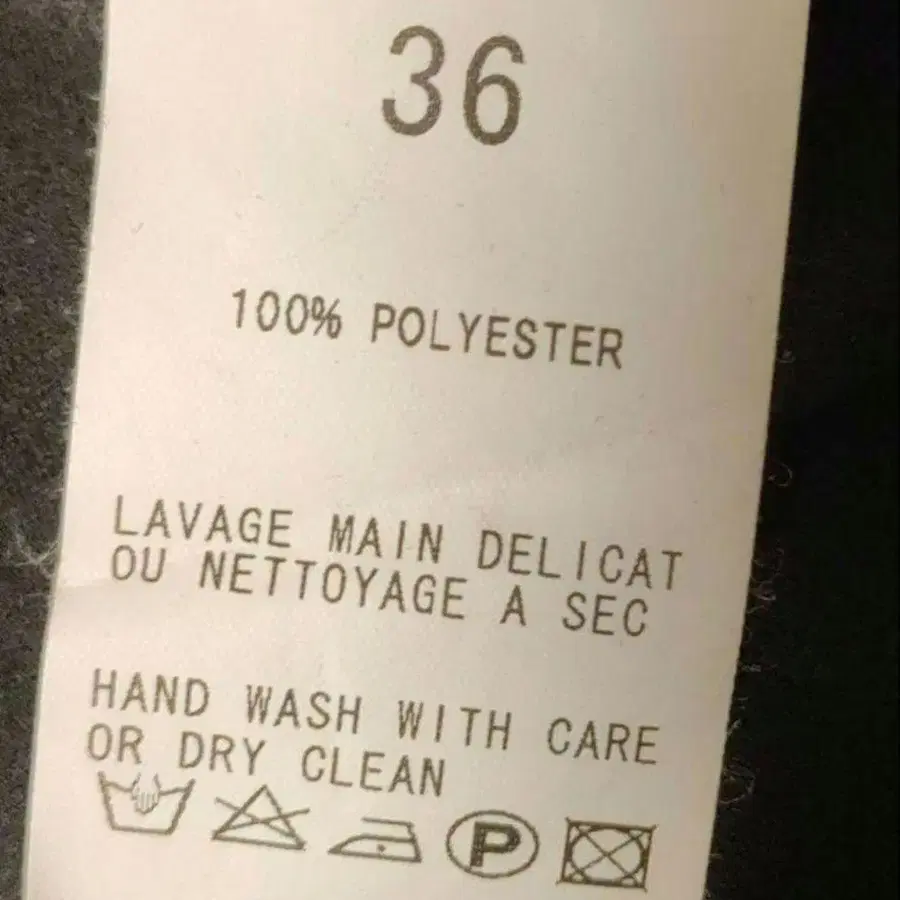 36
100% POLYESTER
LAVAGE MAIN DELICAT
OU NETTOYAGE A SEC
HAND WASH WITH CARE
OR DRY CLEAN
P